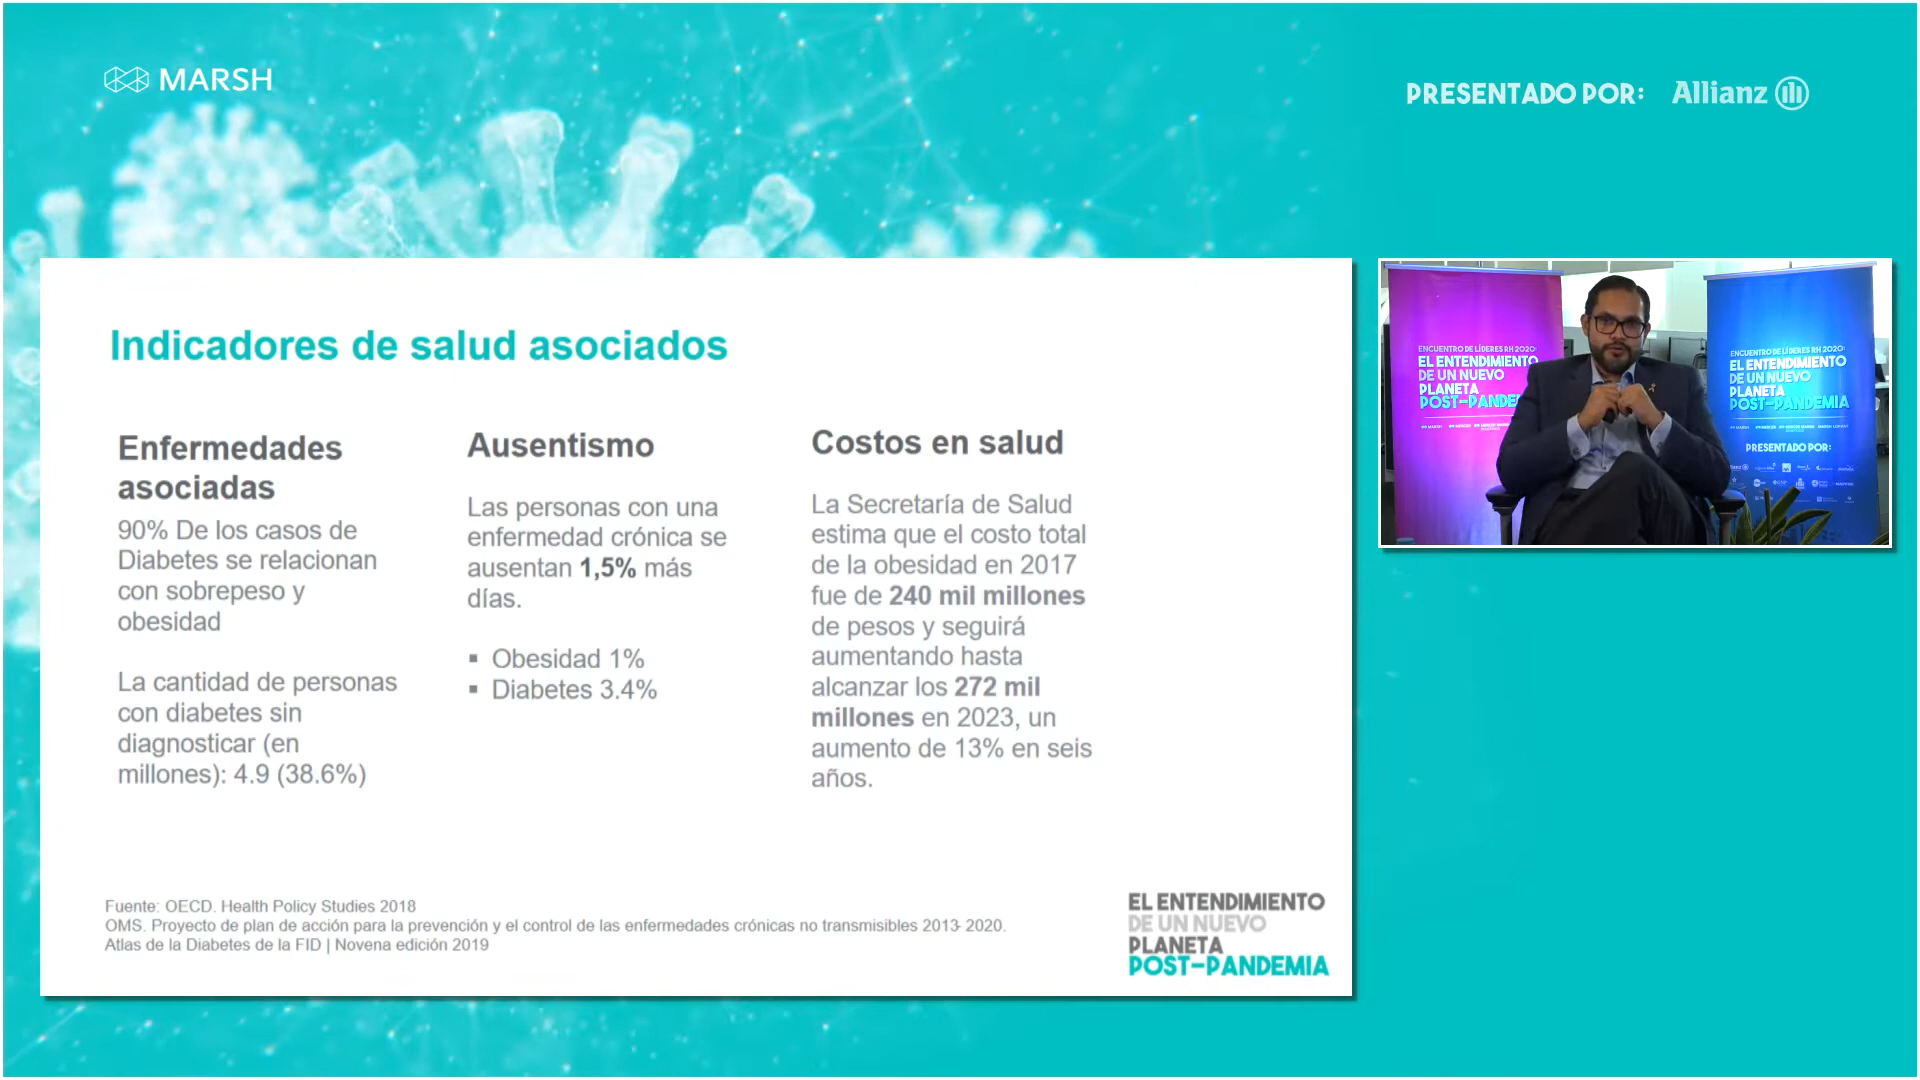 MARSH
PRESENTADO POR:
Allianz
Indicadores de salud asociados
Enfermedades
asociadas
90% De los casos de
Diabetes se relacionan
con sobrepeso y
obesidad
La cantidad de personas
con diabetes sin
diagnosticar (en
millones): 4.9 (38.6%)
Ausentismo
Las personas con una
enfermedad crónica se
ausentan 1,5% más
días.
▪ Obesidad 1%
▪ Diabetes 3.4%
Costos en salud
La Secretaría de Salud
estima que el costo total
de la obesidad en 2017
fue de 240 mil millones
de pesos y seguirá
aumentando hasta
alcanzar los 272 mil
millones en 2023, un
aumento de 13% en seis
años.
Fuente: OECD. Health Policy Studies 2018
OMS. Proyecto de plan de acción para la prevención y el control de las enfermedades crónicas no transmisibles 2013- 2020.
Atlas de la Diabetes de la FID | Novena edición 2019
EL ENTENDIMIENTO
DE UN NUEVO
PLANETA
POST-PANDEMIA
ENCUENTRO DE LÍDERES RH 2020:
EL ENTENDIMIENTO
DE UN NUEVO
PLANETA
POST-PANDE
ENCUENTRO DE LÍDERES RH 2020:
EL ENTENDIMIENTO
DE UN NUEVO
PLANETA
POST-PANDEMIA
PRESENTADO POR: